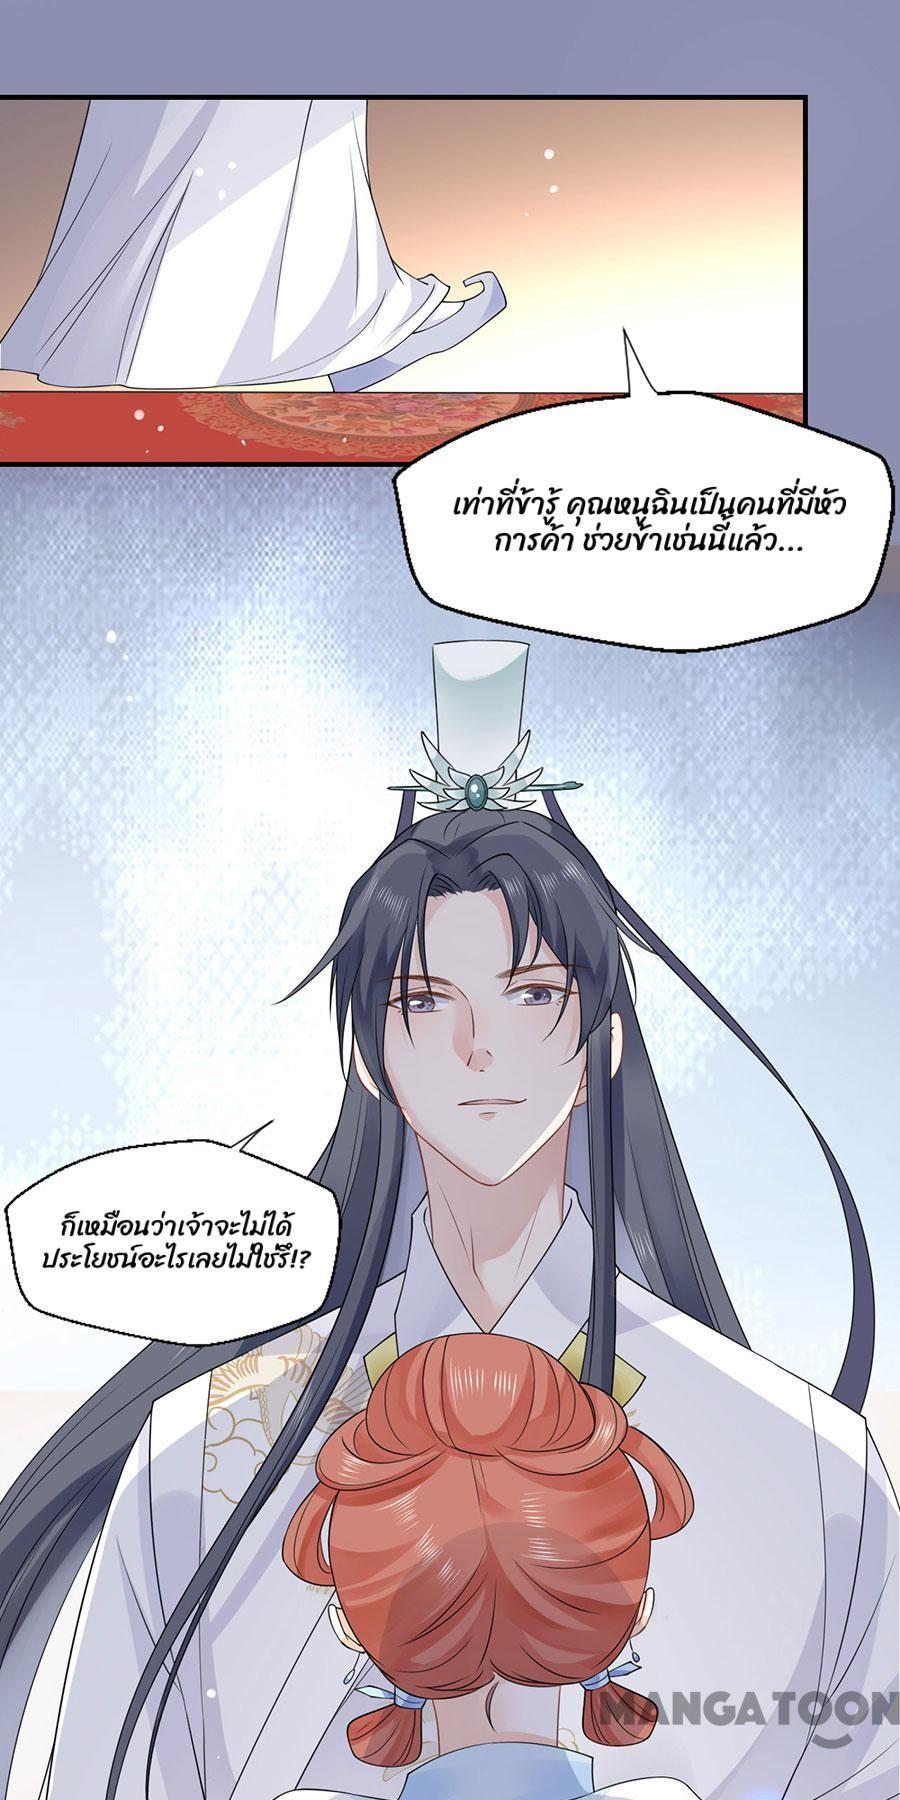 เท่าที่ข้ารู้ คุณหนูฉินเป็นคนที่มีหัว
การค้า ช่วยข้าเช่นนี้แล้ว...
ก็เหมือนว่าเจ้าจะไม่ได้
ประโยชน์อะไรเลยไม่ใช่รึ!?
MANGATOON